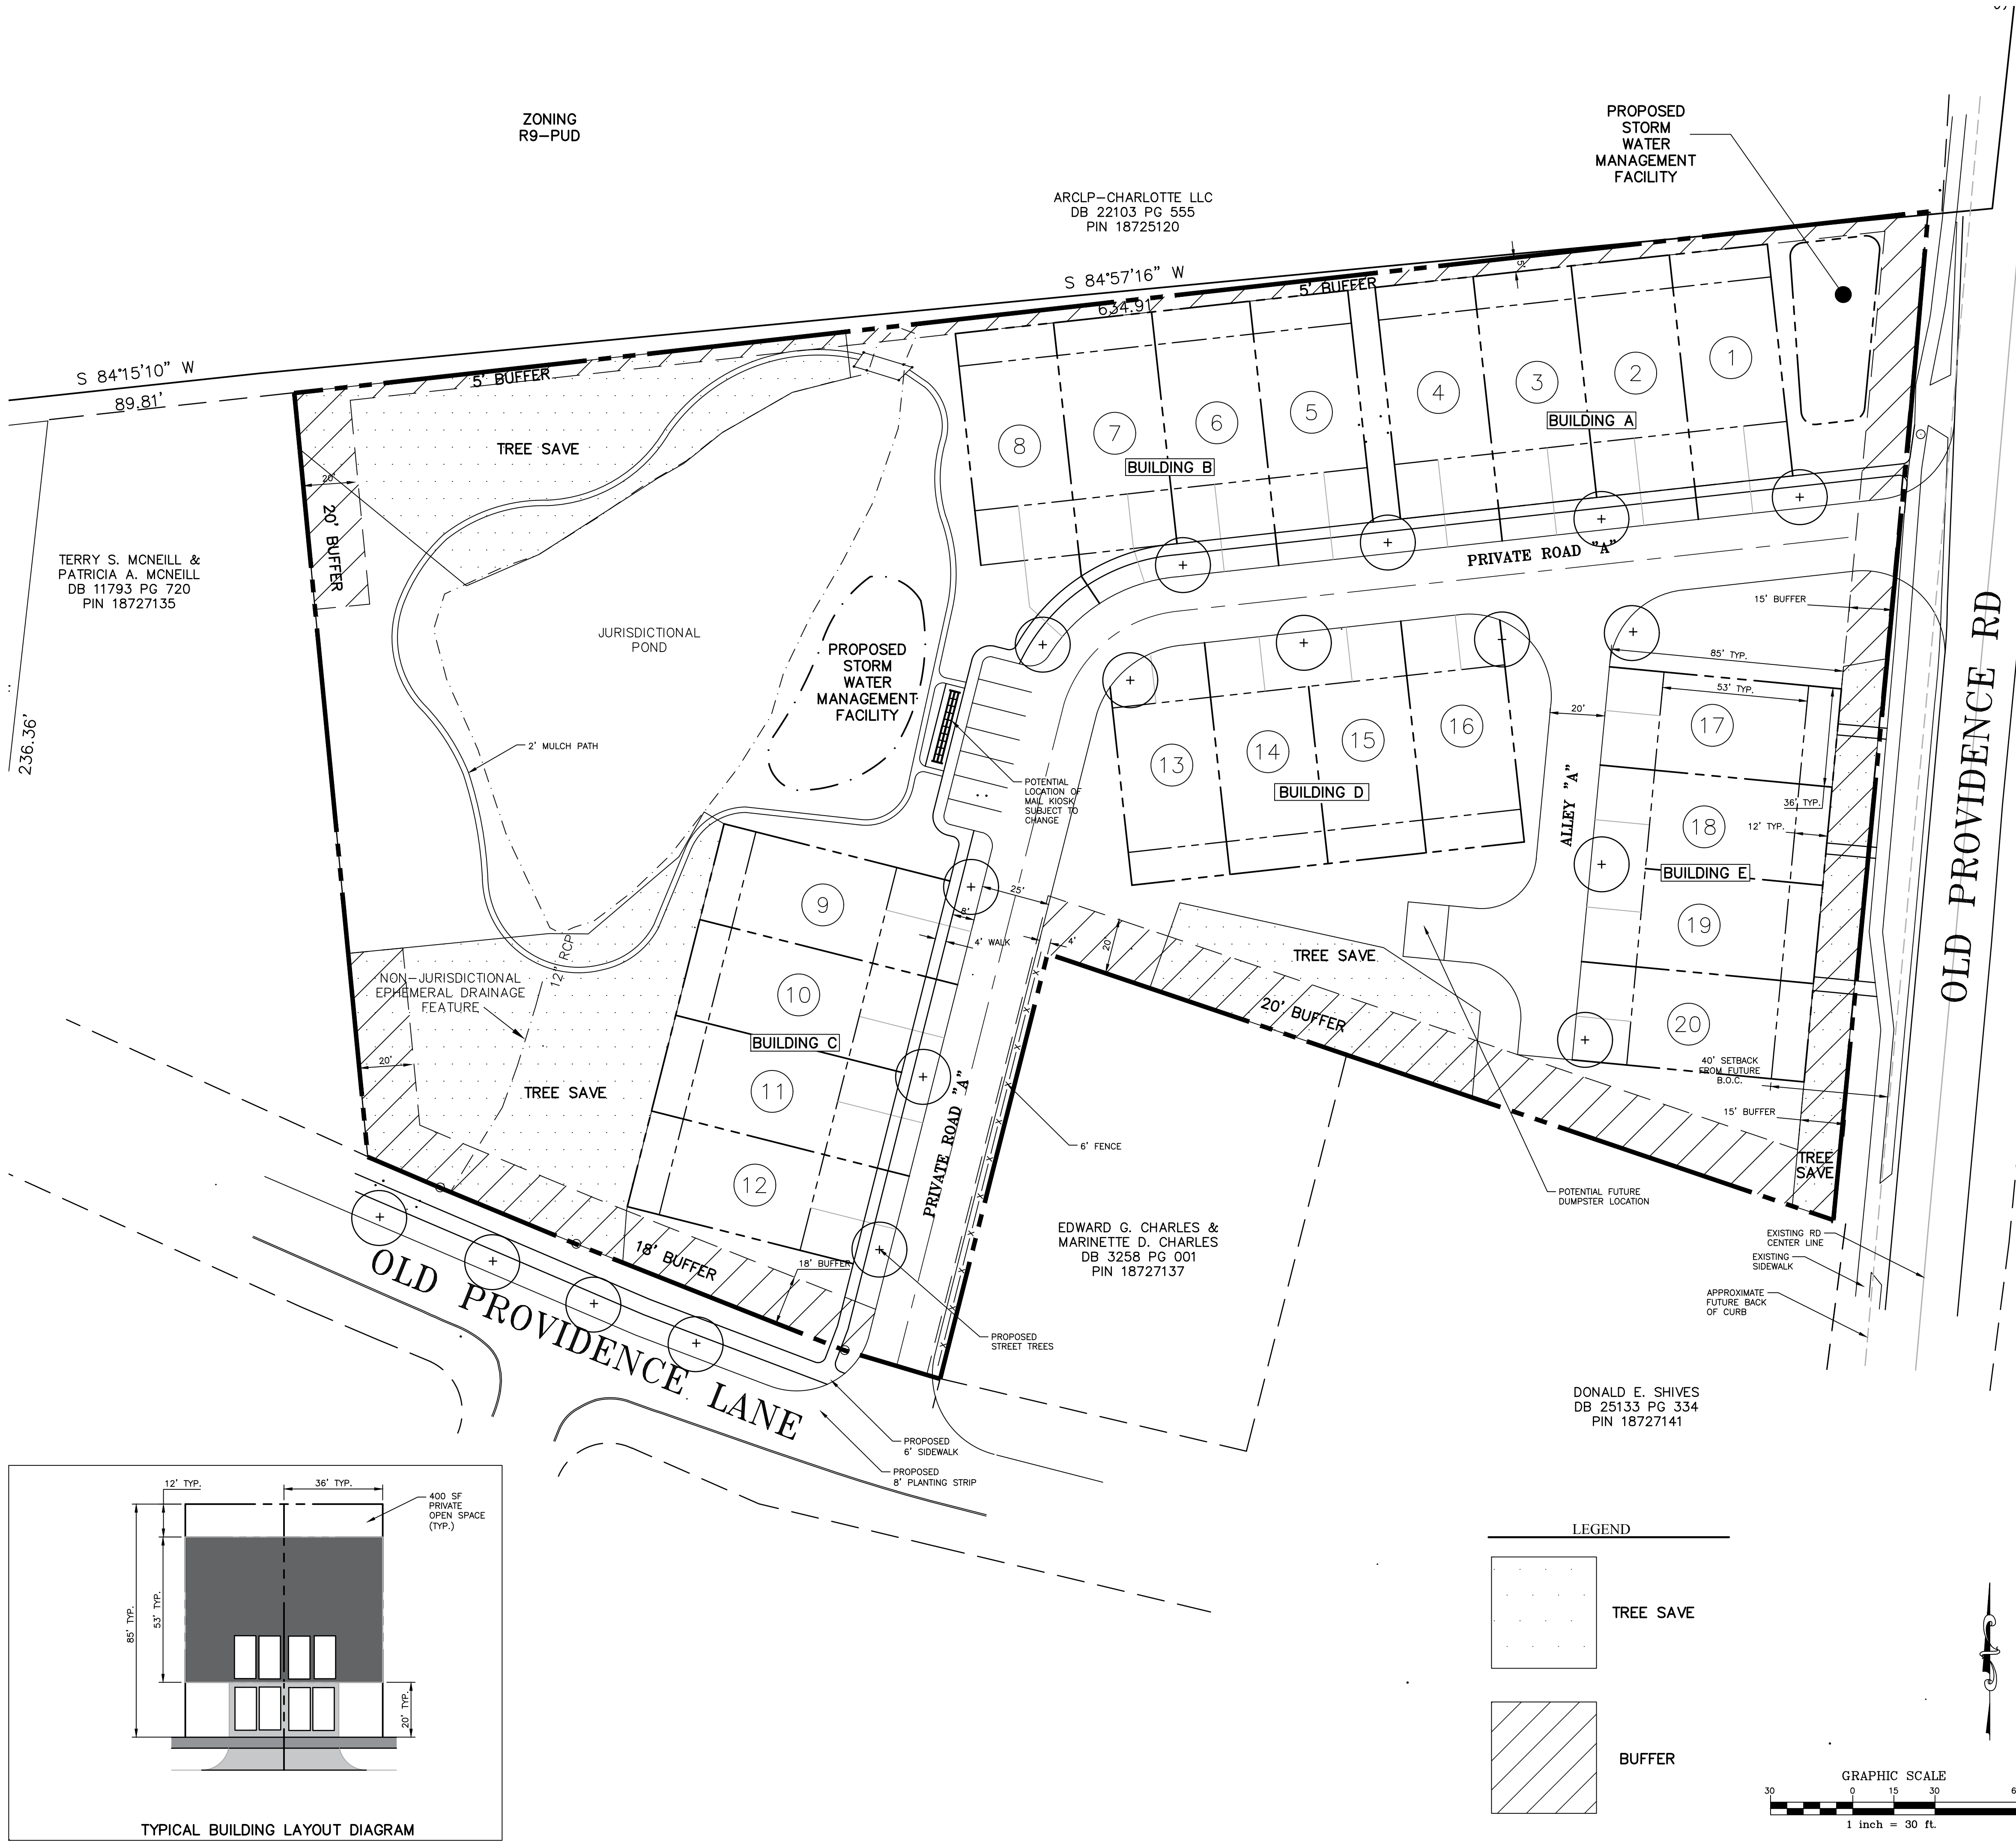 ZONING
R9-PUD
PROPOSED
STORM
WATER
MANAGEMENT
FACILITY
ARCLP-CHARLOTTE LLC
DB 22103 PG 555
PIN 18725120
S 84°57'16" W
634.91'
5' BUFFER
5'
S 84°15'10" W
89.81'
5' BUFFER
TREE SAVE
20'
20' BUFFER
TERRY S. MCNEILL &
PATRICIA A. MCNEILL
DB 11793 PG 720
PIN 18727135
236.36'
JURISDICTIONAL
POND
PROPOSED
STORM
WATER
MANAGEMENT
FACILITY
2' MULCH PATH
8
7
6
5
4
3
2
1
BUILDING B
BUILDING A
PRIVATE ROAD "A"
15' BUFFER
85' TYP.
53' TYP.
20'
17
36' TYP.
18
12' TYP.
BUILDING E
19
20
40' SETBACK
FROM FUTURE
B.O.C.
15' BUFFER
TREE
SAVE
ALLEY "A"
OLD PROVIDENCE RD
13
14
15
16
BUILDING D
POTENTIAL
LOCATION OF
MAIL KIOSK
SUBJECT TO
CHANGE
25'
8'
4' WALK
4'
20'
TREE SAVE
20' BUFFER
9
10
BUILDING C
11
12
12" RCP
NON-JURISDICTIONAL
EPHEMERAL DRAINAGE
FEATURE
20'
TREE SAVE
PRIVATE ROAD "A"
6' FENCE
POTENTIAL FUTURE
DUMPSTER LOCATION
18' BUFFER
18' BUFFER
EDWARD G. CHARLES &
MARINETTE D. CHARLES
DB 3258 PG 001
PIN 18727137
EXISTING RD
CENTER LINE
EXISTING
SIDEWALK
APPROXIMATE
FUTURE BACK
OF CURB
PROPOSED
STREET TREES
OLD PROVIDENCE LANE
PROPOSED
6' SIDEWALK
PROPOSED
8' PLANTING STRIP
DONALD E. SHIVES
DB 25133 PG 334
PIN 18727141
12' TYP.
36' TYP.
400 SF
PRIVATE
OPEN SPACE
(TYP.)
85' TYP.
53' TYP.
20' TYP.
TYPICAL BUILDING LAYOUT DIAGRAM
LEGEND
TREE SAVE
BUFFER
GRAPHIC SCALE
30 0 15 30
1 inch = 30 ft.